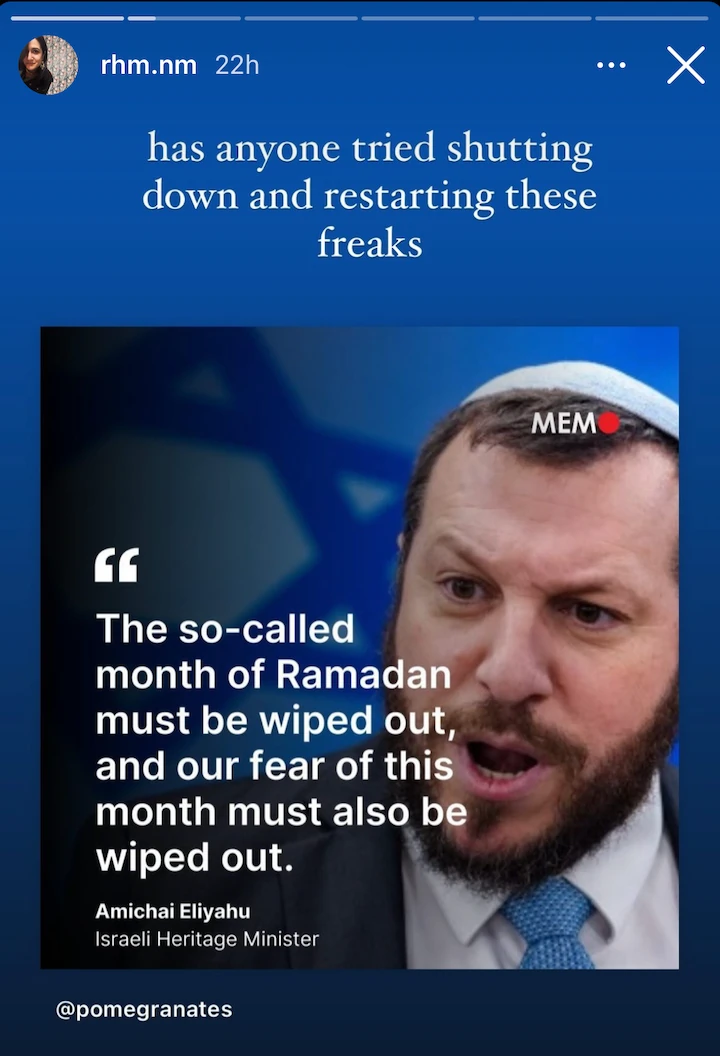 rhm.nm 22h
has anyone tried shutting
down and restarting these
freaks
MEMO
“
The so-called
month of Ramadan
must be wiped out,
and our fear of this
month must also be
wiped out.
Amichai Eliyahu
Israeli Heritage Minister
@pomegranates